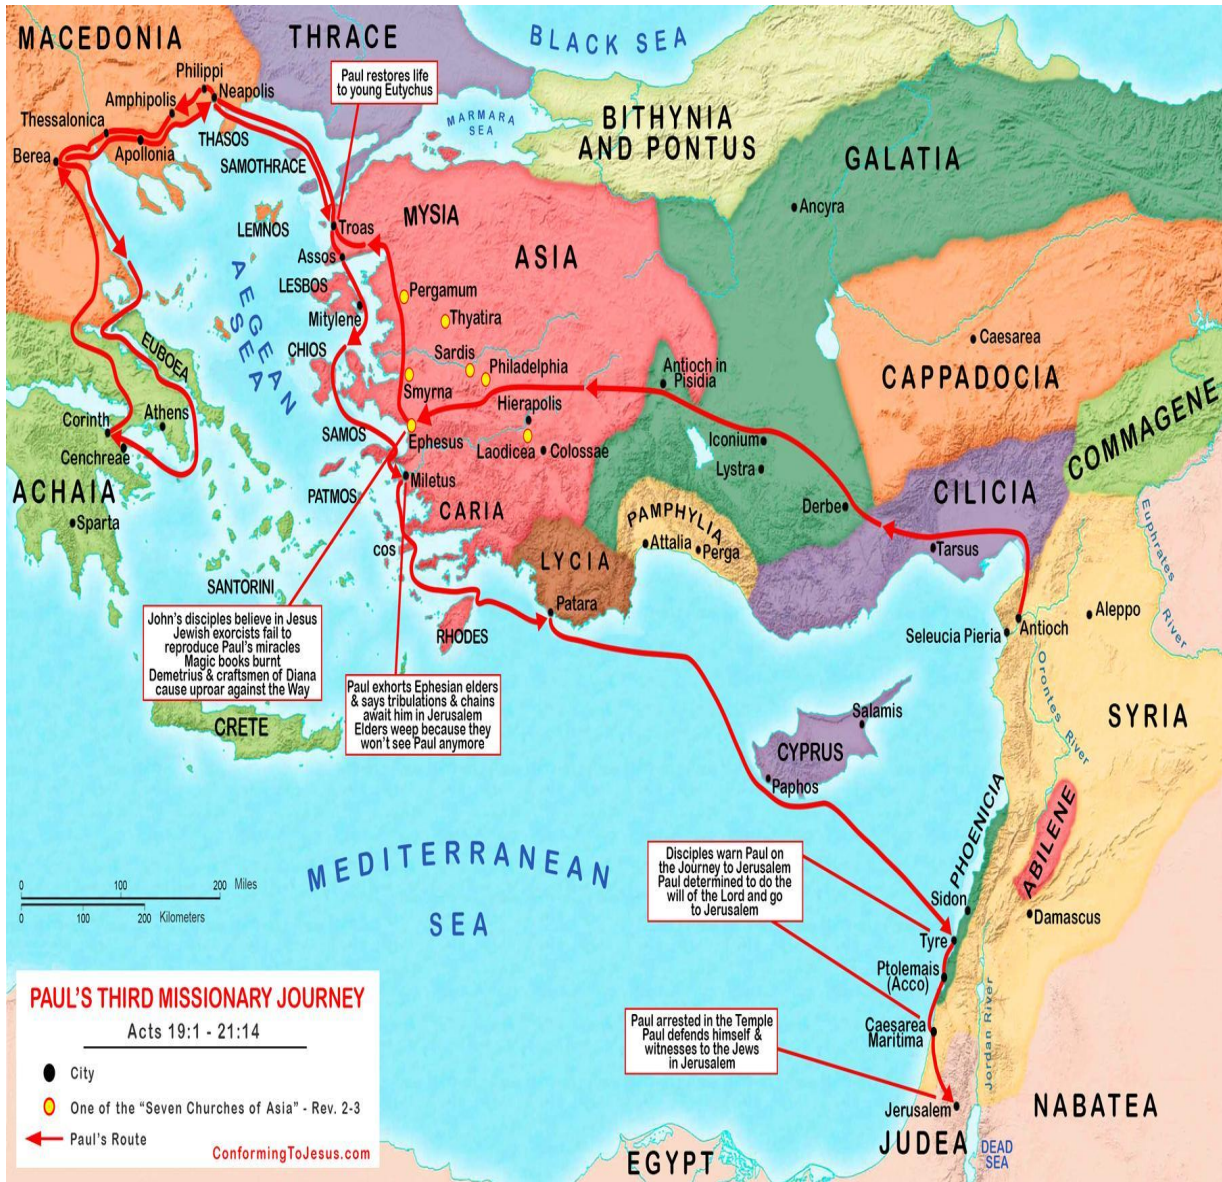 MACEDONIA
THRACE
BLACK SEA
Philippi
Neapolis
Amphipolis
Thessalonica
Berea
Apollonia
THASOS
SAMOTHRACE
Paul restores life
to young Eutychus
MARMARA
SEA
BITHYNIA
AND PONTUS
GALATIA
Ancyra
LEMNOS
Troas
MYSIA
Assos
ASIA
LESBOS
Mitylene
AEGEAN
SEA
Pergamum
Thyatira
CHIOS
EUBOEA
Sardis
Philadelphia
Smyrna
Antioch in
Pisidia
Caesarea
CAPPADOCIA
COMMAGENE
Corinth
Athens
Cenchreae
SAMOS
Ephesus
Hierapolis
Laodicea
Colossae
Iconium
Lystra
ACHAIA
Sparta
PATMOS
Miletus
CARIA
PAMPHYLIA
Attalia
Perga
Derbe
CILICIA
Tarsus
Euphrates
River
COS
LYCIA
SANTORINI
Patara
RHODES
Seleucia Pieria
Antioch
Aleppo
John's disciples believe in Jesus
Jewish exorcists fail to
reproduce Paul's miracles
Magic books burnt
Demetrius & craftsmen of Diana
cause uproar against the Way
Paul exhorts Ephesian elders
& says tribulations & chains
await him in Jerusalem
Elders weep because they
won't see Paul anymore
CRETE
Orontes River
SYRIA
Salamis
CYPRUS
Paphos
PHOENICIA
ABILENE
MEDITERRANEAN
SEA
Disciples warn Paul on
the Journey to Jerusalem
Paul determined to do the
will of the Lord and go
to Jerusalem
Sidon
Damascus
Tyre
Ptolemais
(Acco)
0 100 200 Miles
0 100 200 Kilometers
PAUL'S THIRD MISSIONARY JOURNEY
Acts 19:1 - 21:14
City
One of the "Seven Churches of Asia" - Rev. 2-3
Paul's Route
ConformingToJesus.com
Paul arrested in the Temple
Paul defends himself &
witnesses to the Jews
in Jerusalem
Caesarea
Maritima
Jordan River
Jerusalem
JUDEA
DEAD
SEA
NABATEA
EGYPT